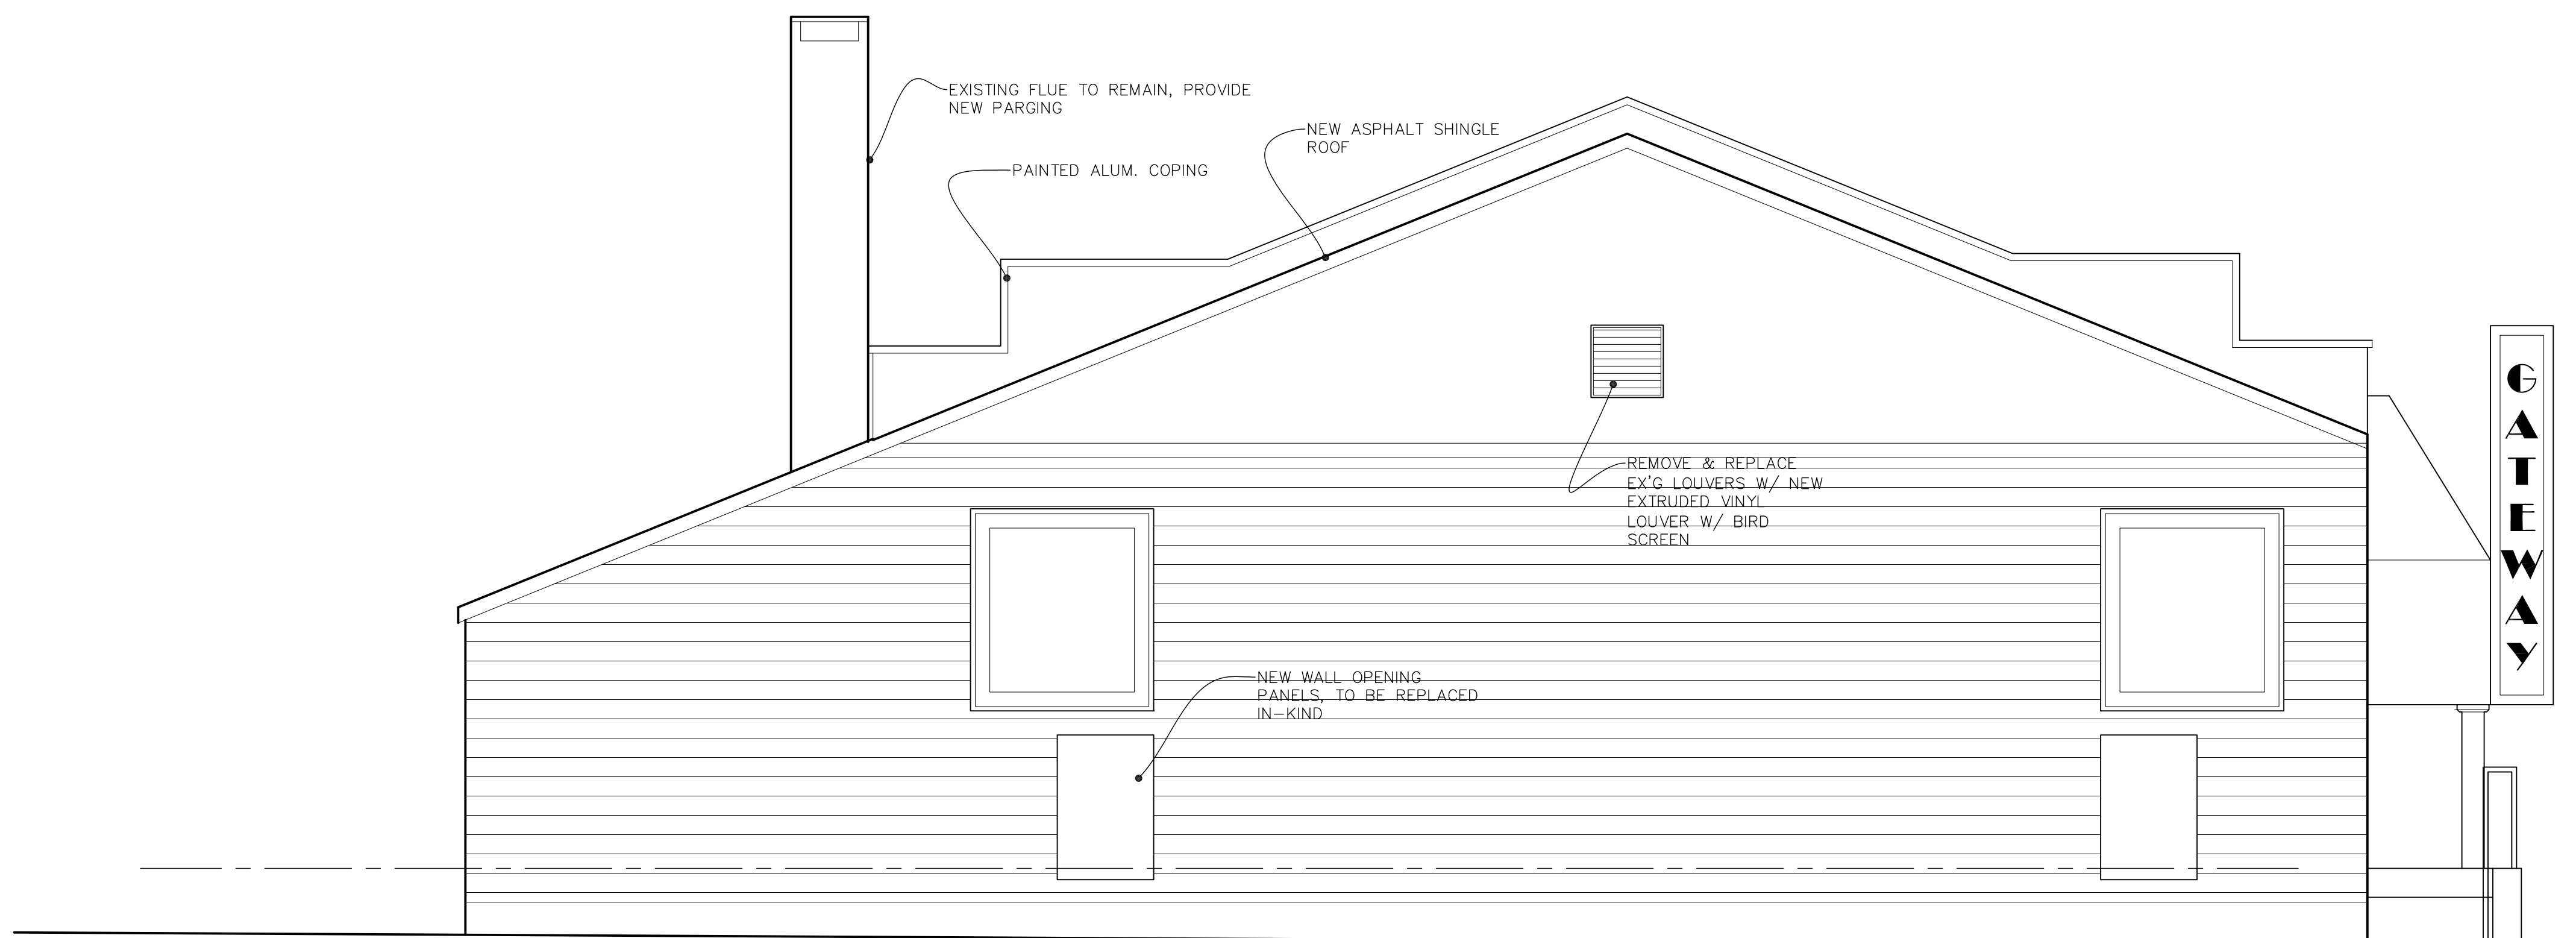 EXISTING FLUE TO REMAIN, PROVIDE
NEW PARGING
NEW ASPHALT SHINGLE
ROOF
PAINTED ALUM. COPING
REMOVE & REPLACE
EX'G LOUVERS W/ NEW
EXTRUDED VINYL
LOUVER W/ BIRD
SCREEN
NEW WALL OPENING
PANELS, TO BE REPLACED
IN-KIND
GATEWAY